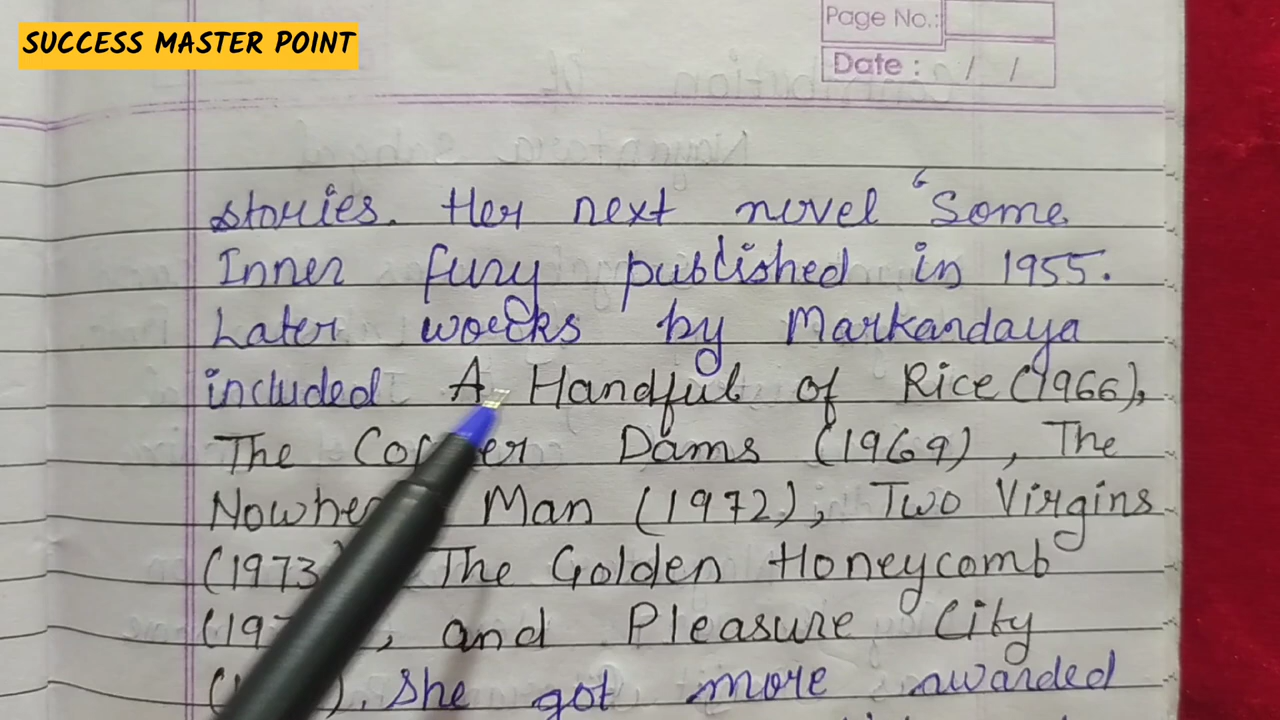 SUCCESS MASTER POINT
Page No.:
Date : / /
stories. Her next novel 'Some
Inner fury published in 1955.
Later works by Markandaya
included A Handful of Rice (1966),
The Dams (1969), The
Man (1972), Two Virgins
(1973 The Golden Honeycomb
, and Pleasure City
She got more awarded